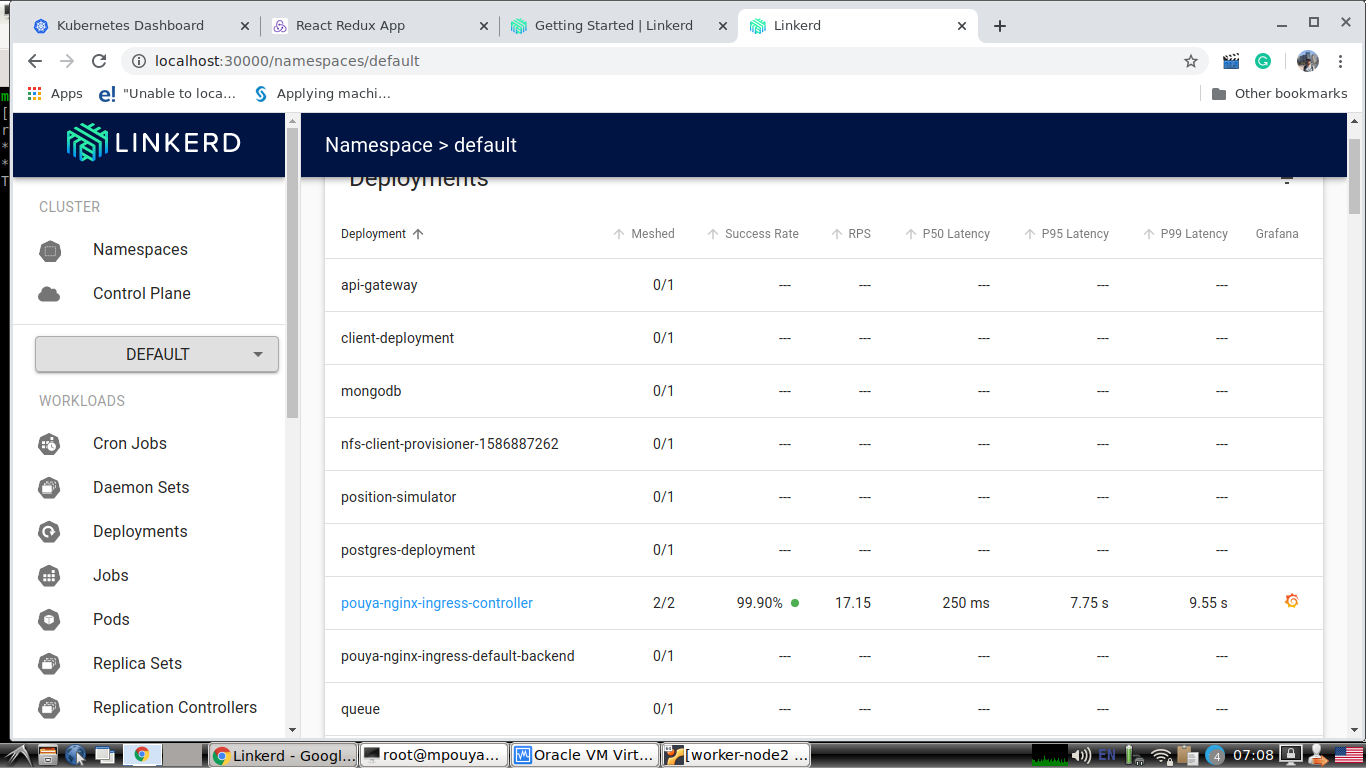 Kubernetes Dashboard
React Redux App
Getting Started | Linkerd
Linkerd
localhost:30000/namespaces/default
Apps
e! "Unable to loca...
Applying machi...
Other bookmarks
LINKERD
Namespace > default
CLUSTER
Namespaces
Control Plane
DEFAULT
WORKLOADS
Cron Jobs
Daemon Sets
Deployments
Jobs
Pods
Replica Sets
Replication Controllers
Deployments
Deployment Meshed Success Rate RPS P50 Latency P95 Latency P99 Latency Grafana
api-gateway 0/1 --- --- --- --- ---
client-deployment 0/1 --- --- --- --- ---
mongodb 0/1 --- --- --- --- ---
nfs-client-provisioner-1586887262 0/1 --- --- --- --- ---
position-simulator 0/1 --- --- --- --- ---
postgres-deployment 0/1 --- --- --- --- ---
pouya-nginx-ingress-controller 2/2 99.90% 17.15 250 ms 7.75 s 9.55 s
pouya-nginx-ingress-default-backend 0/1 --- --- --- --- ---
queue 0/1 --- --- --- --- ---
Linkerd - Googl...
root@mpouya...
Oracle VM Virt...
[worker-node2 ...
EN
4
07:08